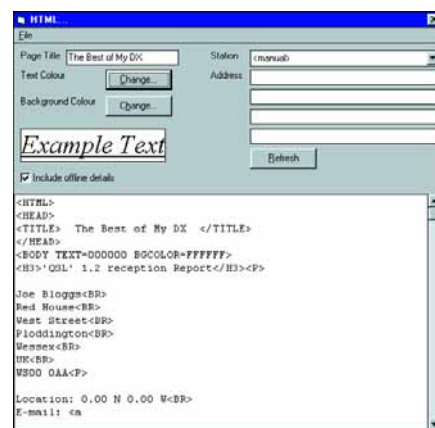 HTML...
File
Page Title The Best of My DX Station <manual>
Text Colour Change... Address
Background Colour Change...
Example Text
Refresh
Include offline details
<HTML>
<HEAD>
<TITLE> The Best of My DX </TITLE>
</HEAD>
<BODY TEXT=000000 BGCOLOR=FFFFFF>
<H3>'QSL' 1.2 reception Report</H3><P>
Joe Bloggs<BR>
Red House<BR>
West Street<BR>
Ploddington<BR>
Wessex<BR>
UK<BR>
WS00 0AA<P>
Location: 0.00 N 0.00 W<BR>
E-mail: <a